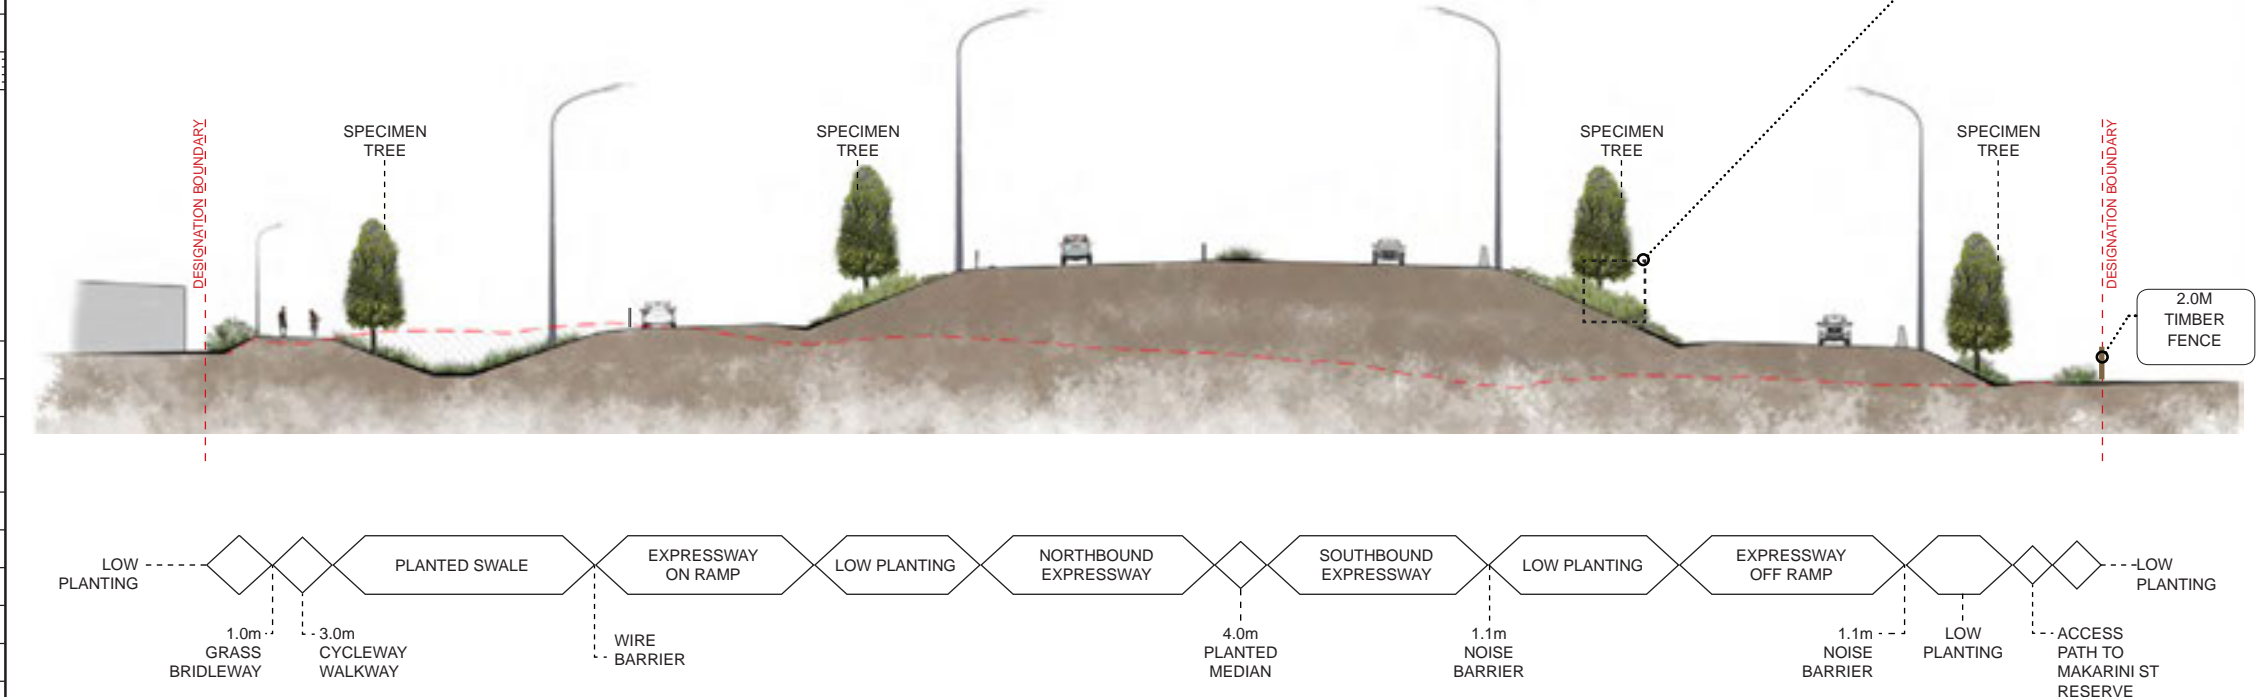 DESIGNATION BOUNDARY
SPECIMEN
TREE
SPECIMEN
TREE
SPECIMEN
TREE
SPECIMEN
TREE
DESIGNATION BOUNDARY
2.0M
TIMBER
FENCE
LOW
PLANTING
PLANTED SWALE
EXPRESSWAY
ON RAMP
LOW PLANTING
NORTHBOUND
EXPRESSWAY
SOUTHBOUND
EXPRESSWAY
LOW PLANTING
EXPRESSWAY
OFF RAMP
LOW
PLANTING
1.0m
GRASS
BRIDLEWAY
3.0m
CYCLEWAY
WALKWAY
WIRE
BARRIER
4.0m
PLANTED
MEDIAN
1.1m
NOISE
BARRIER
1.1m
NOISE
BARRIER
LOW
PLANTING
ACCESS
PATH TO
MAKARINI ST
RESERVE